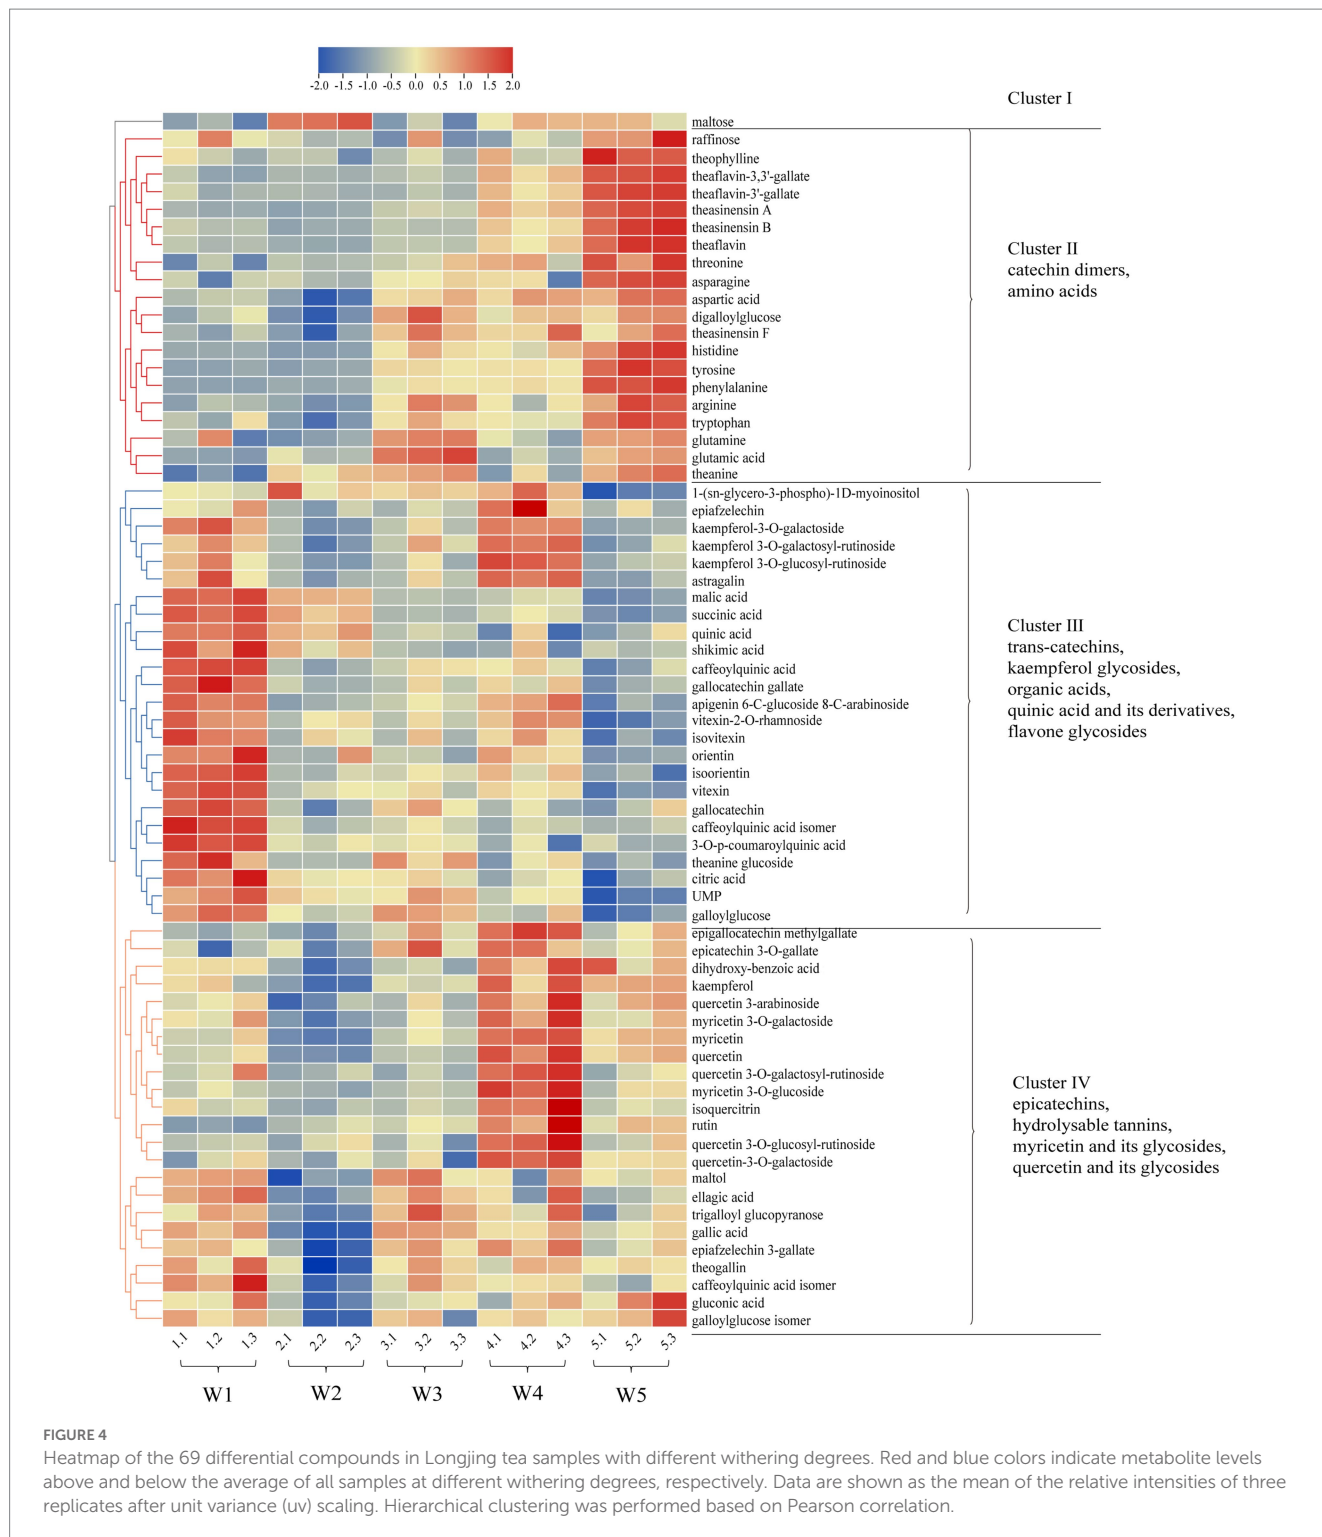 -2.0 -1.5 -1.0 -0.5 0.0 0.5 1.0 1.5 2.0
Cluster I
maltose
raffinose
theophylline
theaflavin-3,3'-gallate
theaflavin-3'-gallate
theasinensin A
theasinensin B
theaflavin
threonine
asparagine
aspartic acid
digalloylglucose
theasinensin F
histidine
tyrosine
phenylalanine
arginine
tryptophan
glutamine
glutamic acid
theanine
Cluster II
catechin dimers,
amino acids
1-(sn-glycero-3-phospho)-1D-myoinositol
epiafzelechin
kaempferol-3-O-galactoside
kaempferol 3-O-galactosyl-rutinoside
kaempferol 3-O-glucosyl-rutinoside
astragalin
malic acid
succinic acid
quinic acid
shikimic acid
caffeoylquinic acid
gallocatechin gallate
apigenin 6-C-glucoside 8-C-arabinoside
vitexin-2-O-rhamnoside
isovitexin
orientin
isoorientin
vitexin
gallocatechin
caffeoylquinic acid isomer
3-O-p-coumaroylquinic acid
theanine glucoside
citric acid
UMP
galloylglucose
Cluster III
trans-catechins,
kaempferol glycosides,
organic acids,
quinic acid and its derivatives,
flavone glycosides
epigallocatechin methylgallate
epicatechin 3-O-gallate
dihydroxy-benzoic acid
kaempferol
quercetin 3-arabinoside
myricetin 3-O-galactoside
myricetin
quercetin
quercetin 3-O-galactosyl-rutinoside
myricetin 3-O-glucoside
isoquercitrin
rutin
quercetin 3-O-glucosyl-rutinoside
quercetin-3-O-galactoside
maltol
ellagic acid
trigalloyl glucopyranose
gallic acid
epiafzelechin 3-gallate
theogallin
caffeoylquinic acid isomer
gluconic acid
galloylglucose isomer
Cluster IV
epicatechins,
hydrolysable tannins,
myricetin and its glycosides,
quercetin and its glycosides
1.1 1.2 1.3 2.1 2.2 2.3 3.1 3.2 3.3 4.1 4.2 4.3 5.1 5.2 5.3
W1 W2 W3 W4 W5
FIGURE 4
Heatmap of the 69 differential compounds in Longjing tea samples with different withering degrees. Red and blue colors indicate metabolite levels
above and below the average of all samples at different withering degrees, respectively. Data are shown as the mean of the relative intensities of three
replicates after unit variance (uv) scaling. Hierarchical clustering was performed based on Pearson correlation.